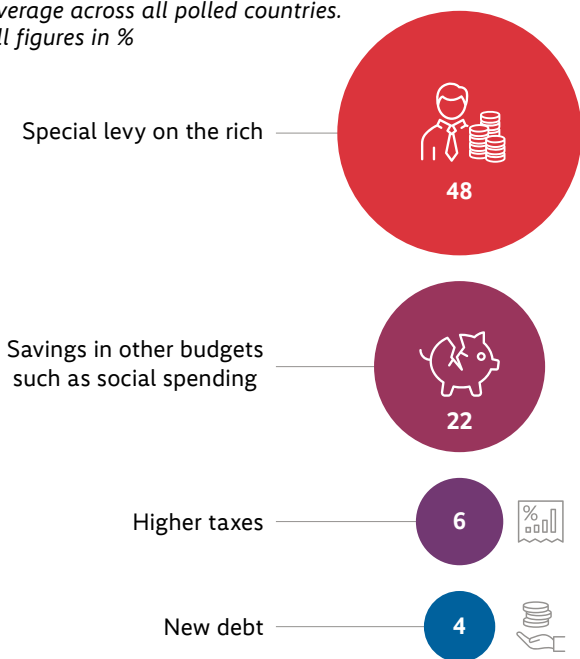 verage across all polled countries.
ll figures in %
Special levy on the rich
48
Savings in other budgets
such as social spending
22
Higher taxes
6
%
New debt
4